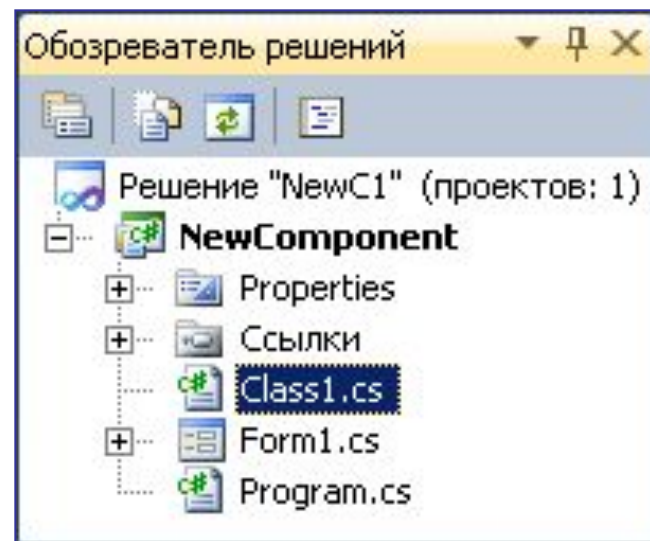 Обозреватель решений
Решение "NewC1" (проектов: 1)
NewComponent
Properties
Ссылки
Class1.cs
Form1.cs
Program.cs